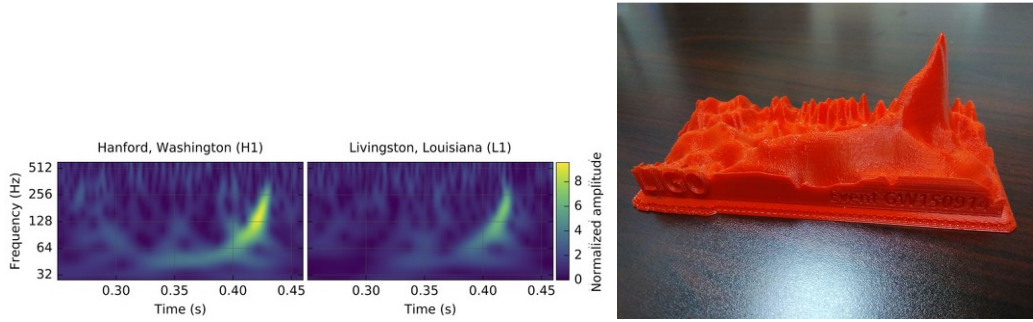 Hanford, Washington (H1)
Livingston, Louisiana (L1)
512
256
128
64
32
Frequency (Hz)
0.30 0.35 0.40 0.45
Time (s)
0.30 0.35 0.40 0.45
Time (s)
8
6
4
2
0
Normalized amplitude
LIGO
Event GW150914